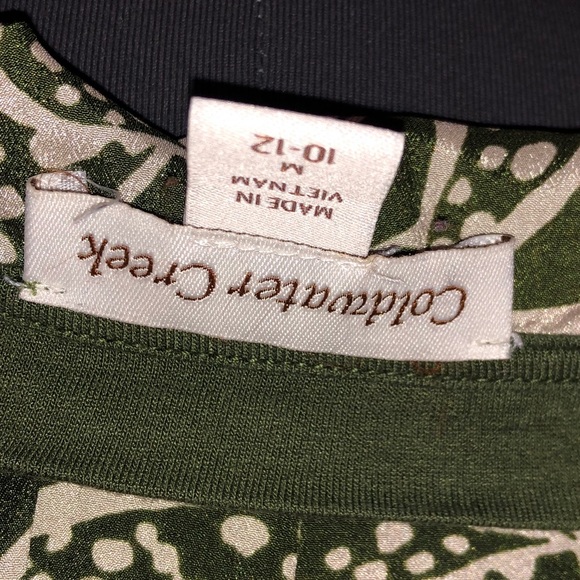 Coldwater Creek
MADE IN
VIETNAM
M
10-12